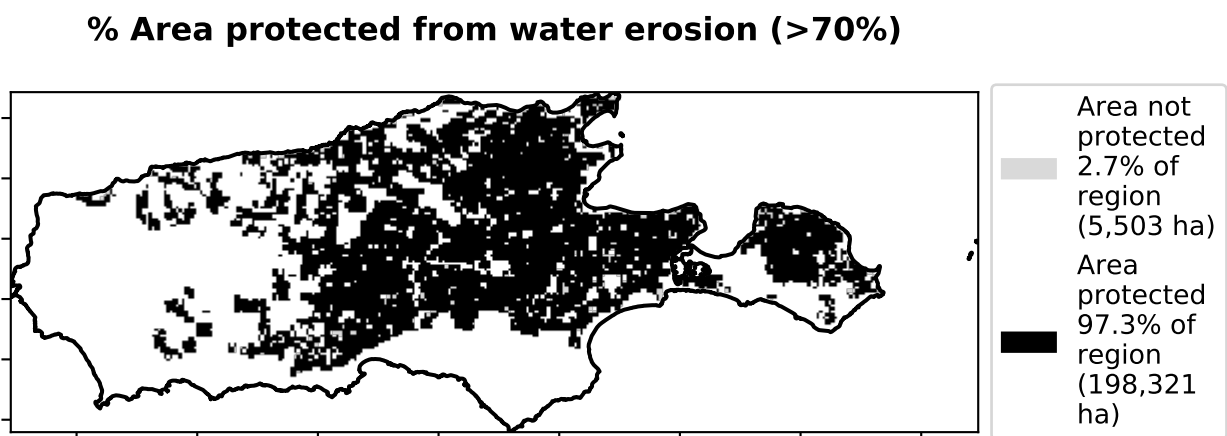 % Area protected from water erosion (>70%)
Area not
protected
2.7% of
region
(5,503 ha)
Area
protected
97.3% of
region
(198,321
ha)